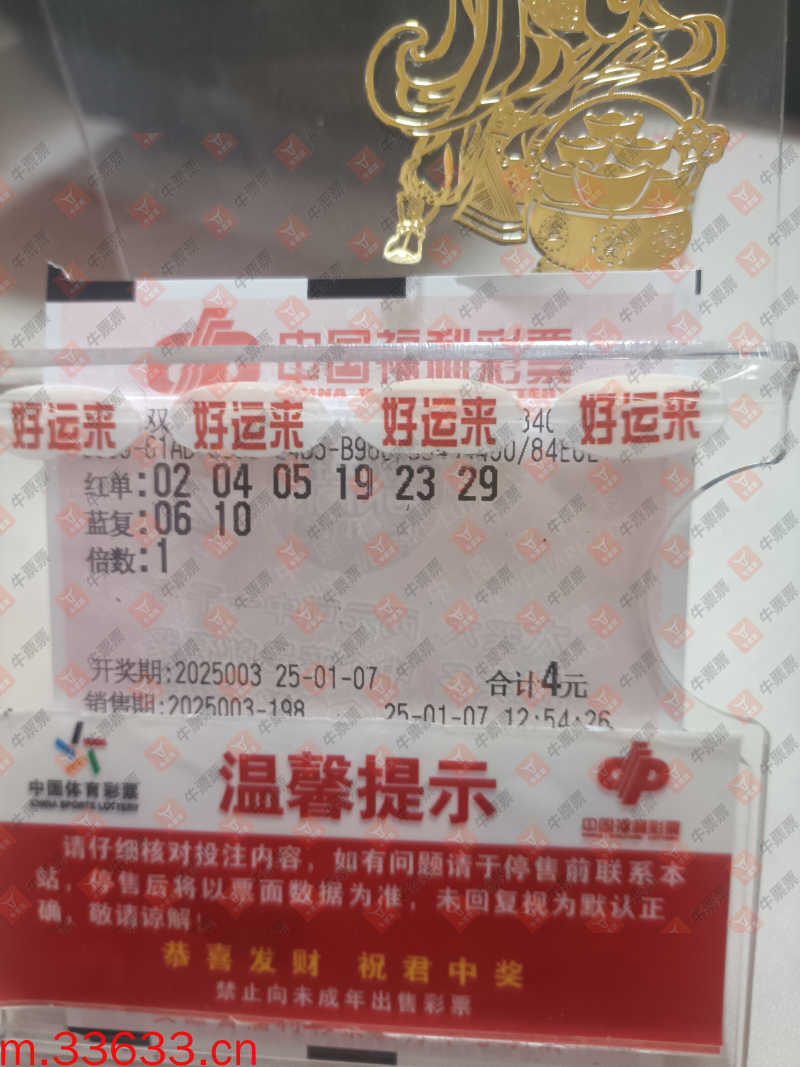 中国福利彩票
好运来 双 好运来 好运来 好运来
红单:02 04 05 19 23 29
蓝复:06 10
倍数:1
开奖期:2025003 25-01-07 合计4元
销售期:2025003-198 25-01-07 12:54:26
中国体育彩票
CHINA SPORTS LOTTERY
温馨提示
中国福利彩票
请仔细核对投注内容，如有问题请于停售前联系本
站，停售后将以票面数据为准，未回复视为默认正
确，敬请谅解！
恭喜发财 祝君中奖
禁止向未成年出售彩票
m.33633.cn
牛票票